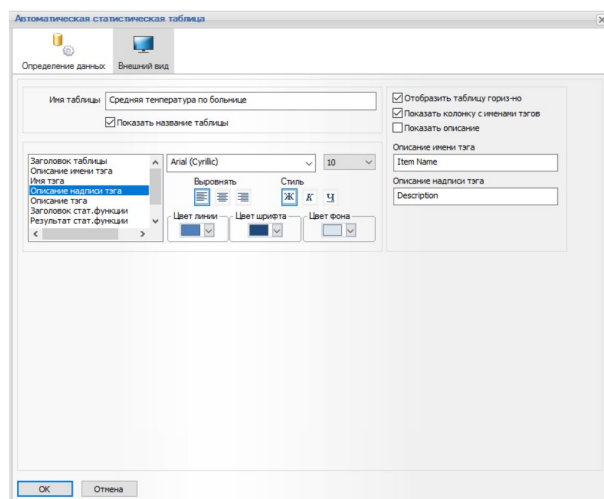 Автоматическая статистическая таблица
Определение данных
Внешний вид
Имя таблицы
Средняя температура по больнице
Показать название таблицы
Отобразить таблицу гориз-но
Показать колонку с именами тэгов
Показать описание
Описание имени тэга
Item Name
Описание надписи тэга
Description
Заголовок таблицы
Описание имени тэга
Имя тэга
Описание надписи тэга
Описание тэга
Заголовок стат.функции
Результат стат.функции
Arial (Cyrillic)
10
Выровнять
Стиль
Ж К Ч
Цвет линии
Цвет шрифта
Цвет фона
OK
Отмена